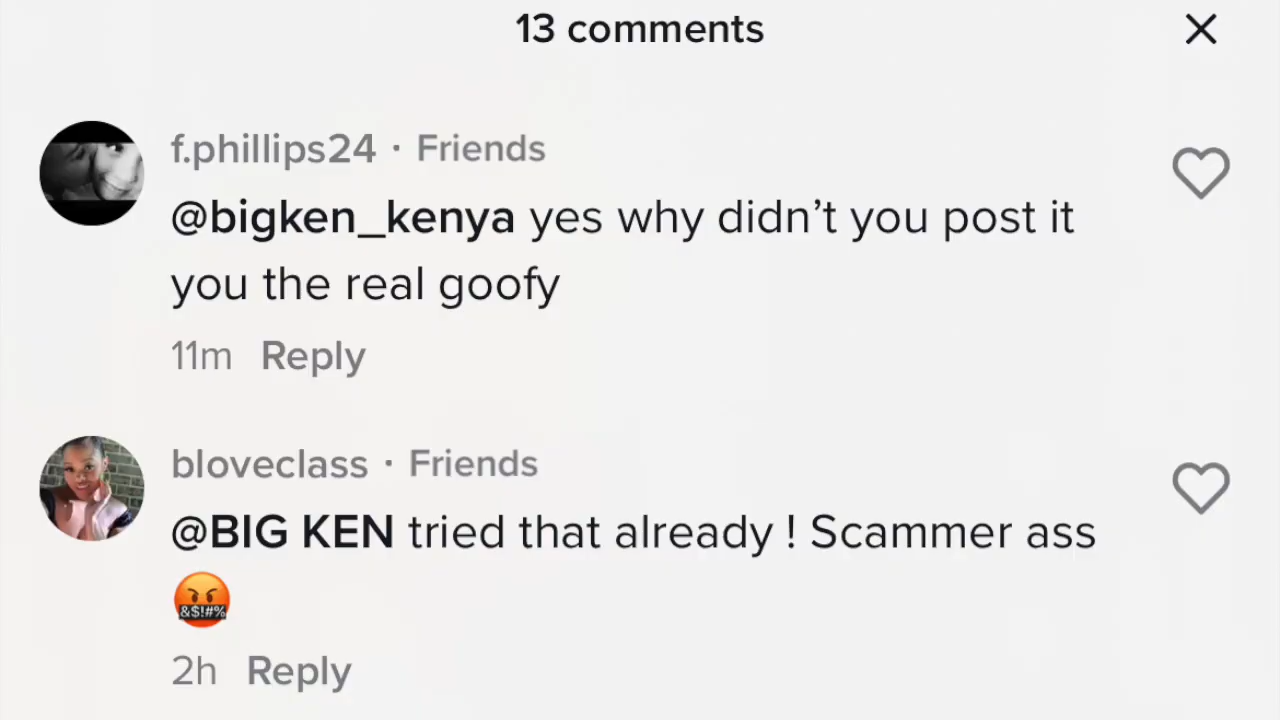 13 comments
f.phillips24 · Friends
@bigken_kenya yes why didn’t you post it
you the real goofy
11m Reply
bloveclass · Friends
@BIG KEN tried that already ! Scammer ass
&$!#%
2h Reply